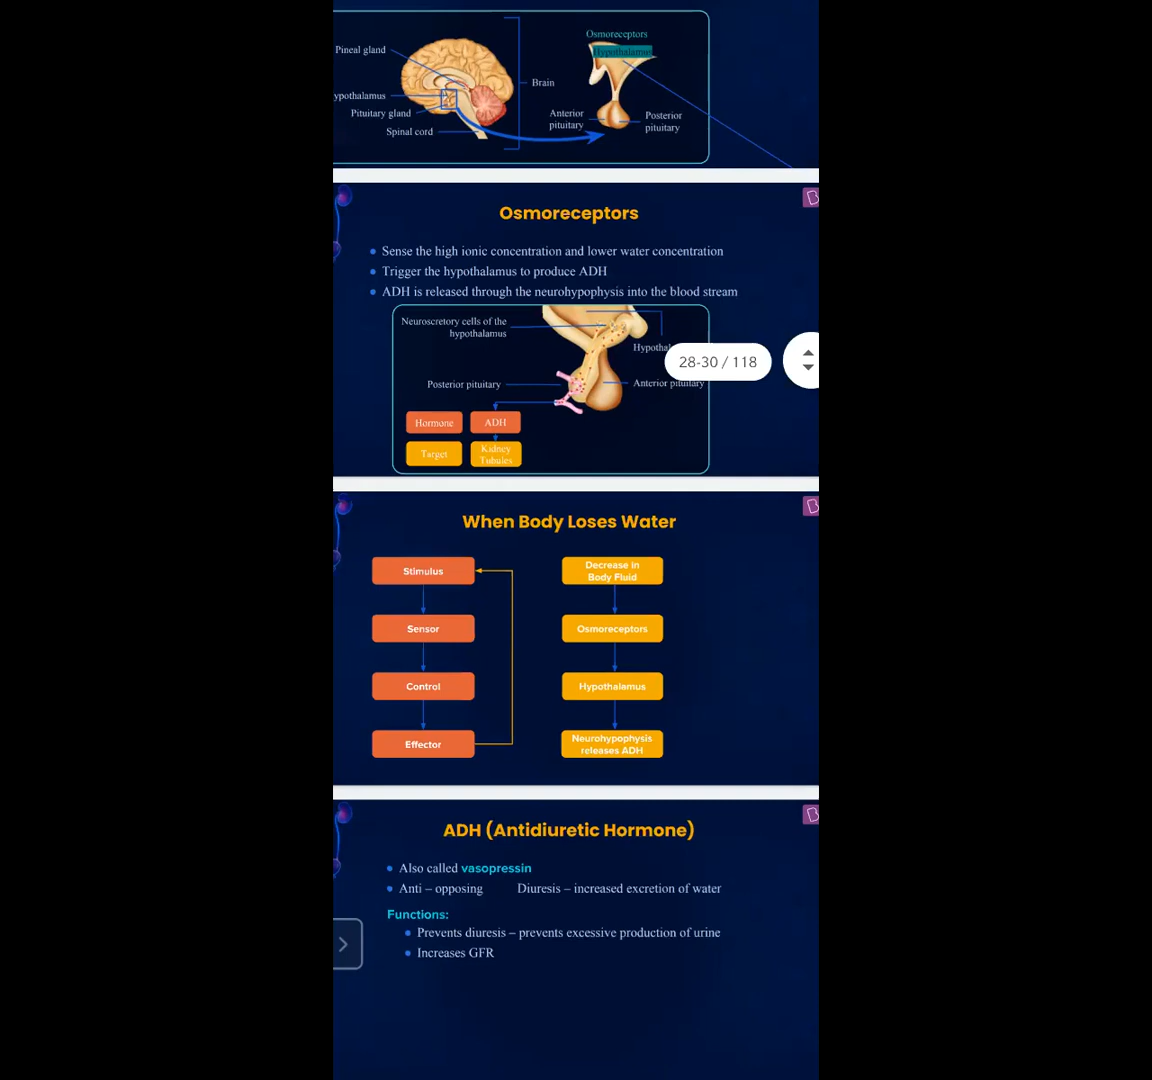 Pineal gland
ypothalamus
Pituitary gland
Spinal cord
Brain
Osmoreceptors
Hypothalamus
Anterior
pituitary
Posterior
pituitary
Osmoreceptors
Sense the high ionic concentration and lower water concentration
Trigger the hypothalamus to produce ADH
ADH is released through the neurohypophysis into the blood stream
Neuroscretory cells of the
hypothalamus
Hypothal
28-30 / 118
Posterior pituitary
Anterior pituitary
Hormone
ADH
Target
Kidney
Tubules
When Body Loses Water
Stimulus
Sensor
Control
Effector
Decrease in
Body Fluid
Osmoreceptors
Hypothalamus
Neurohypophysis
releases ADH
ADH (Antidiuretic Hormone)
Also called vasopressin
Anti – opposing Diuresis – increased excretion of water
Functions:
Prevents diuresis – prevents excessive production of urine
Increases GFR